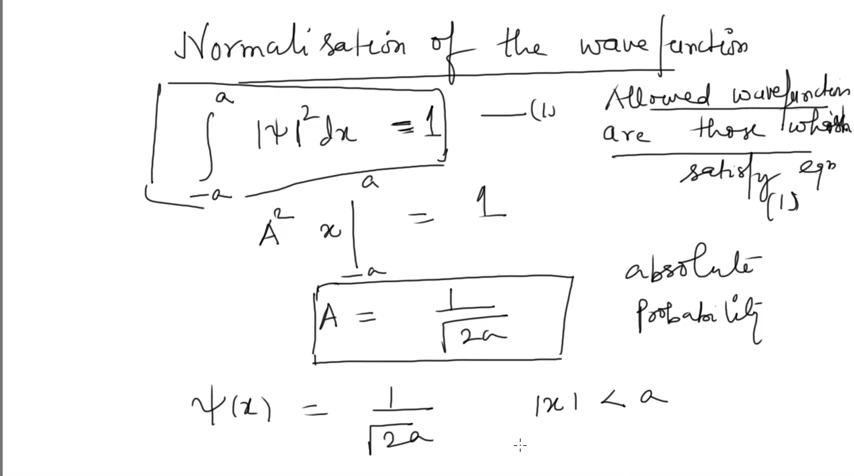 Normalisation of the wavefunction
∫_{-a}^{a} |ψ|² dx = 1 —(1)
Allowed wavefunction
are those which
satisfy eqn
(1)
A² x |_{-a}^{a} = 1
absolute
Probability
A = 1/√2a
ψ(x) = 1/√2a |x| < a